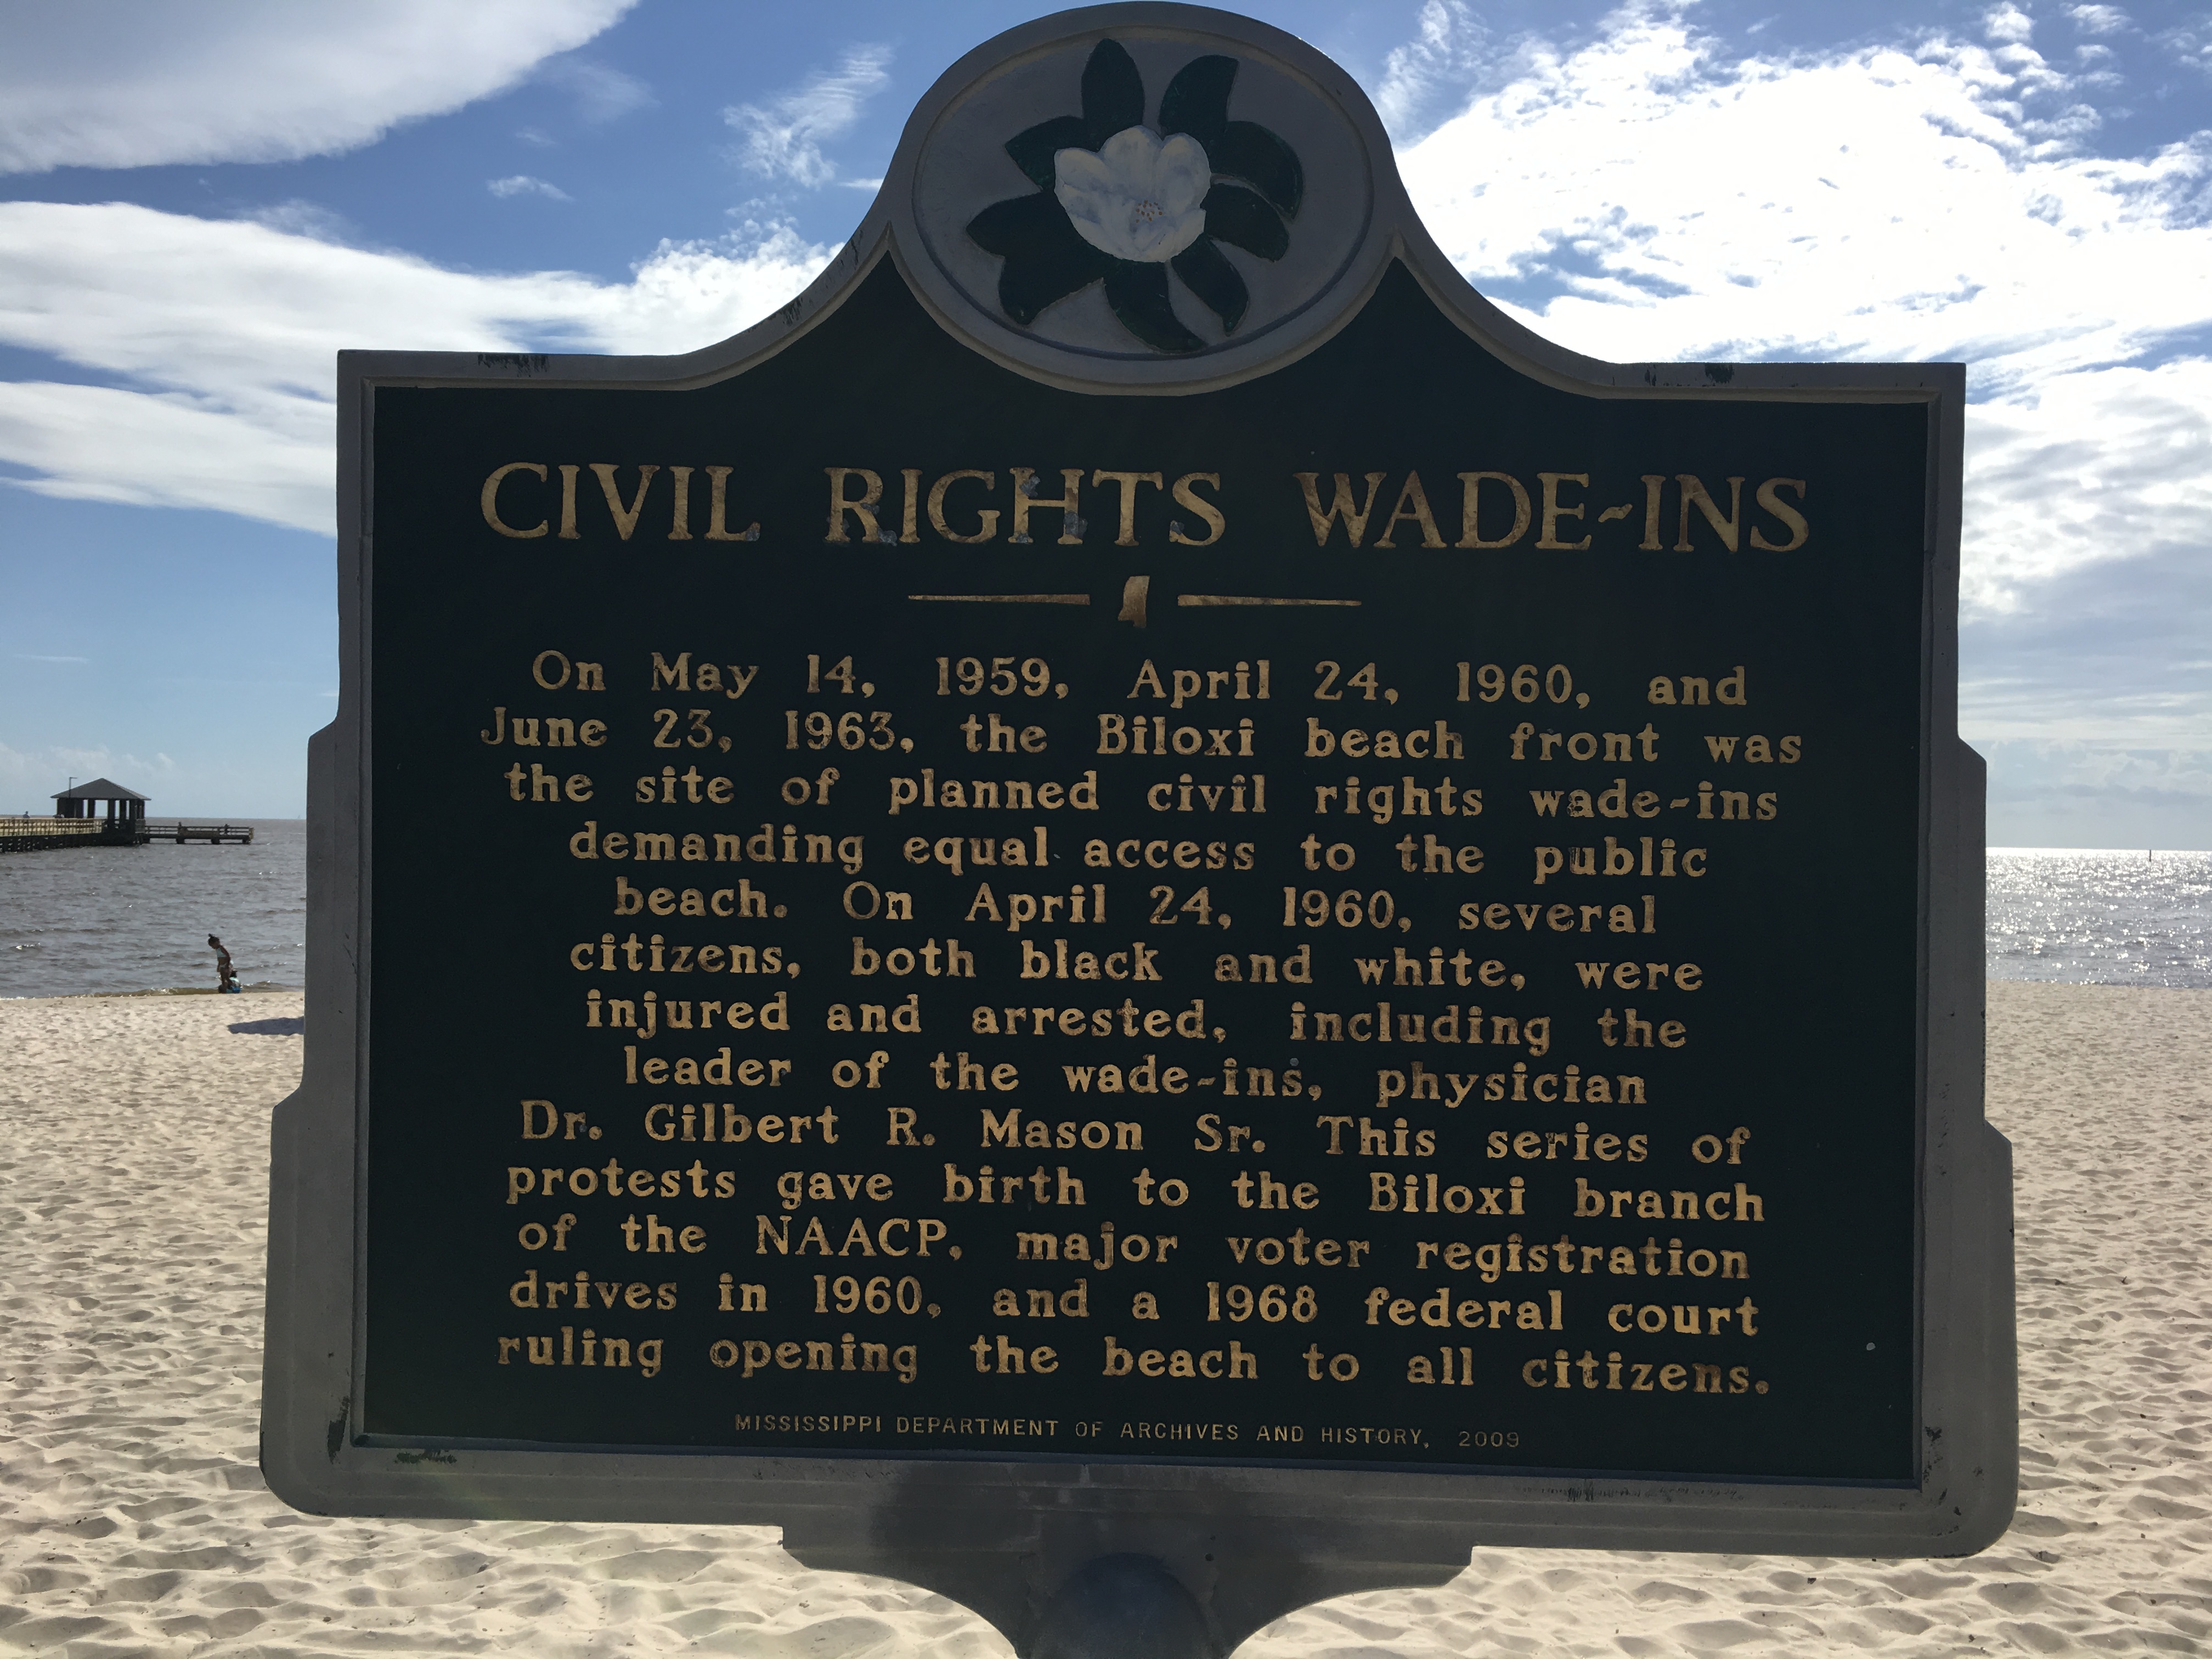 CIVIL RIGHTS WADE-INS
On May 14, 1959, April 24, 1960, and
June 23, 1963, the Biloxi beach front was
the site of planned civil rights wade-ins
demanding equal access to the public
beach. On April 24, 1960, several
citizens, both black and white, were
injured and arrested, including the
leader of the wade-ins, physician
Dr. Gilbert R. Mason Sr. This series of
protests gave birth to the Biloxi branch
of the NAACP, major voter registration
drives in 1960, and a 1968 federal court
ruling opening the beach to all citizens.
MISSISSIPPI DEPARTMENT OF ARCHIVES AND HISTORY, 2009